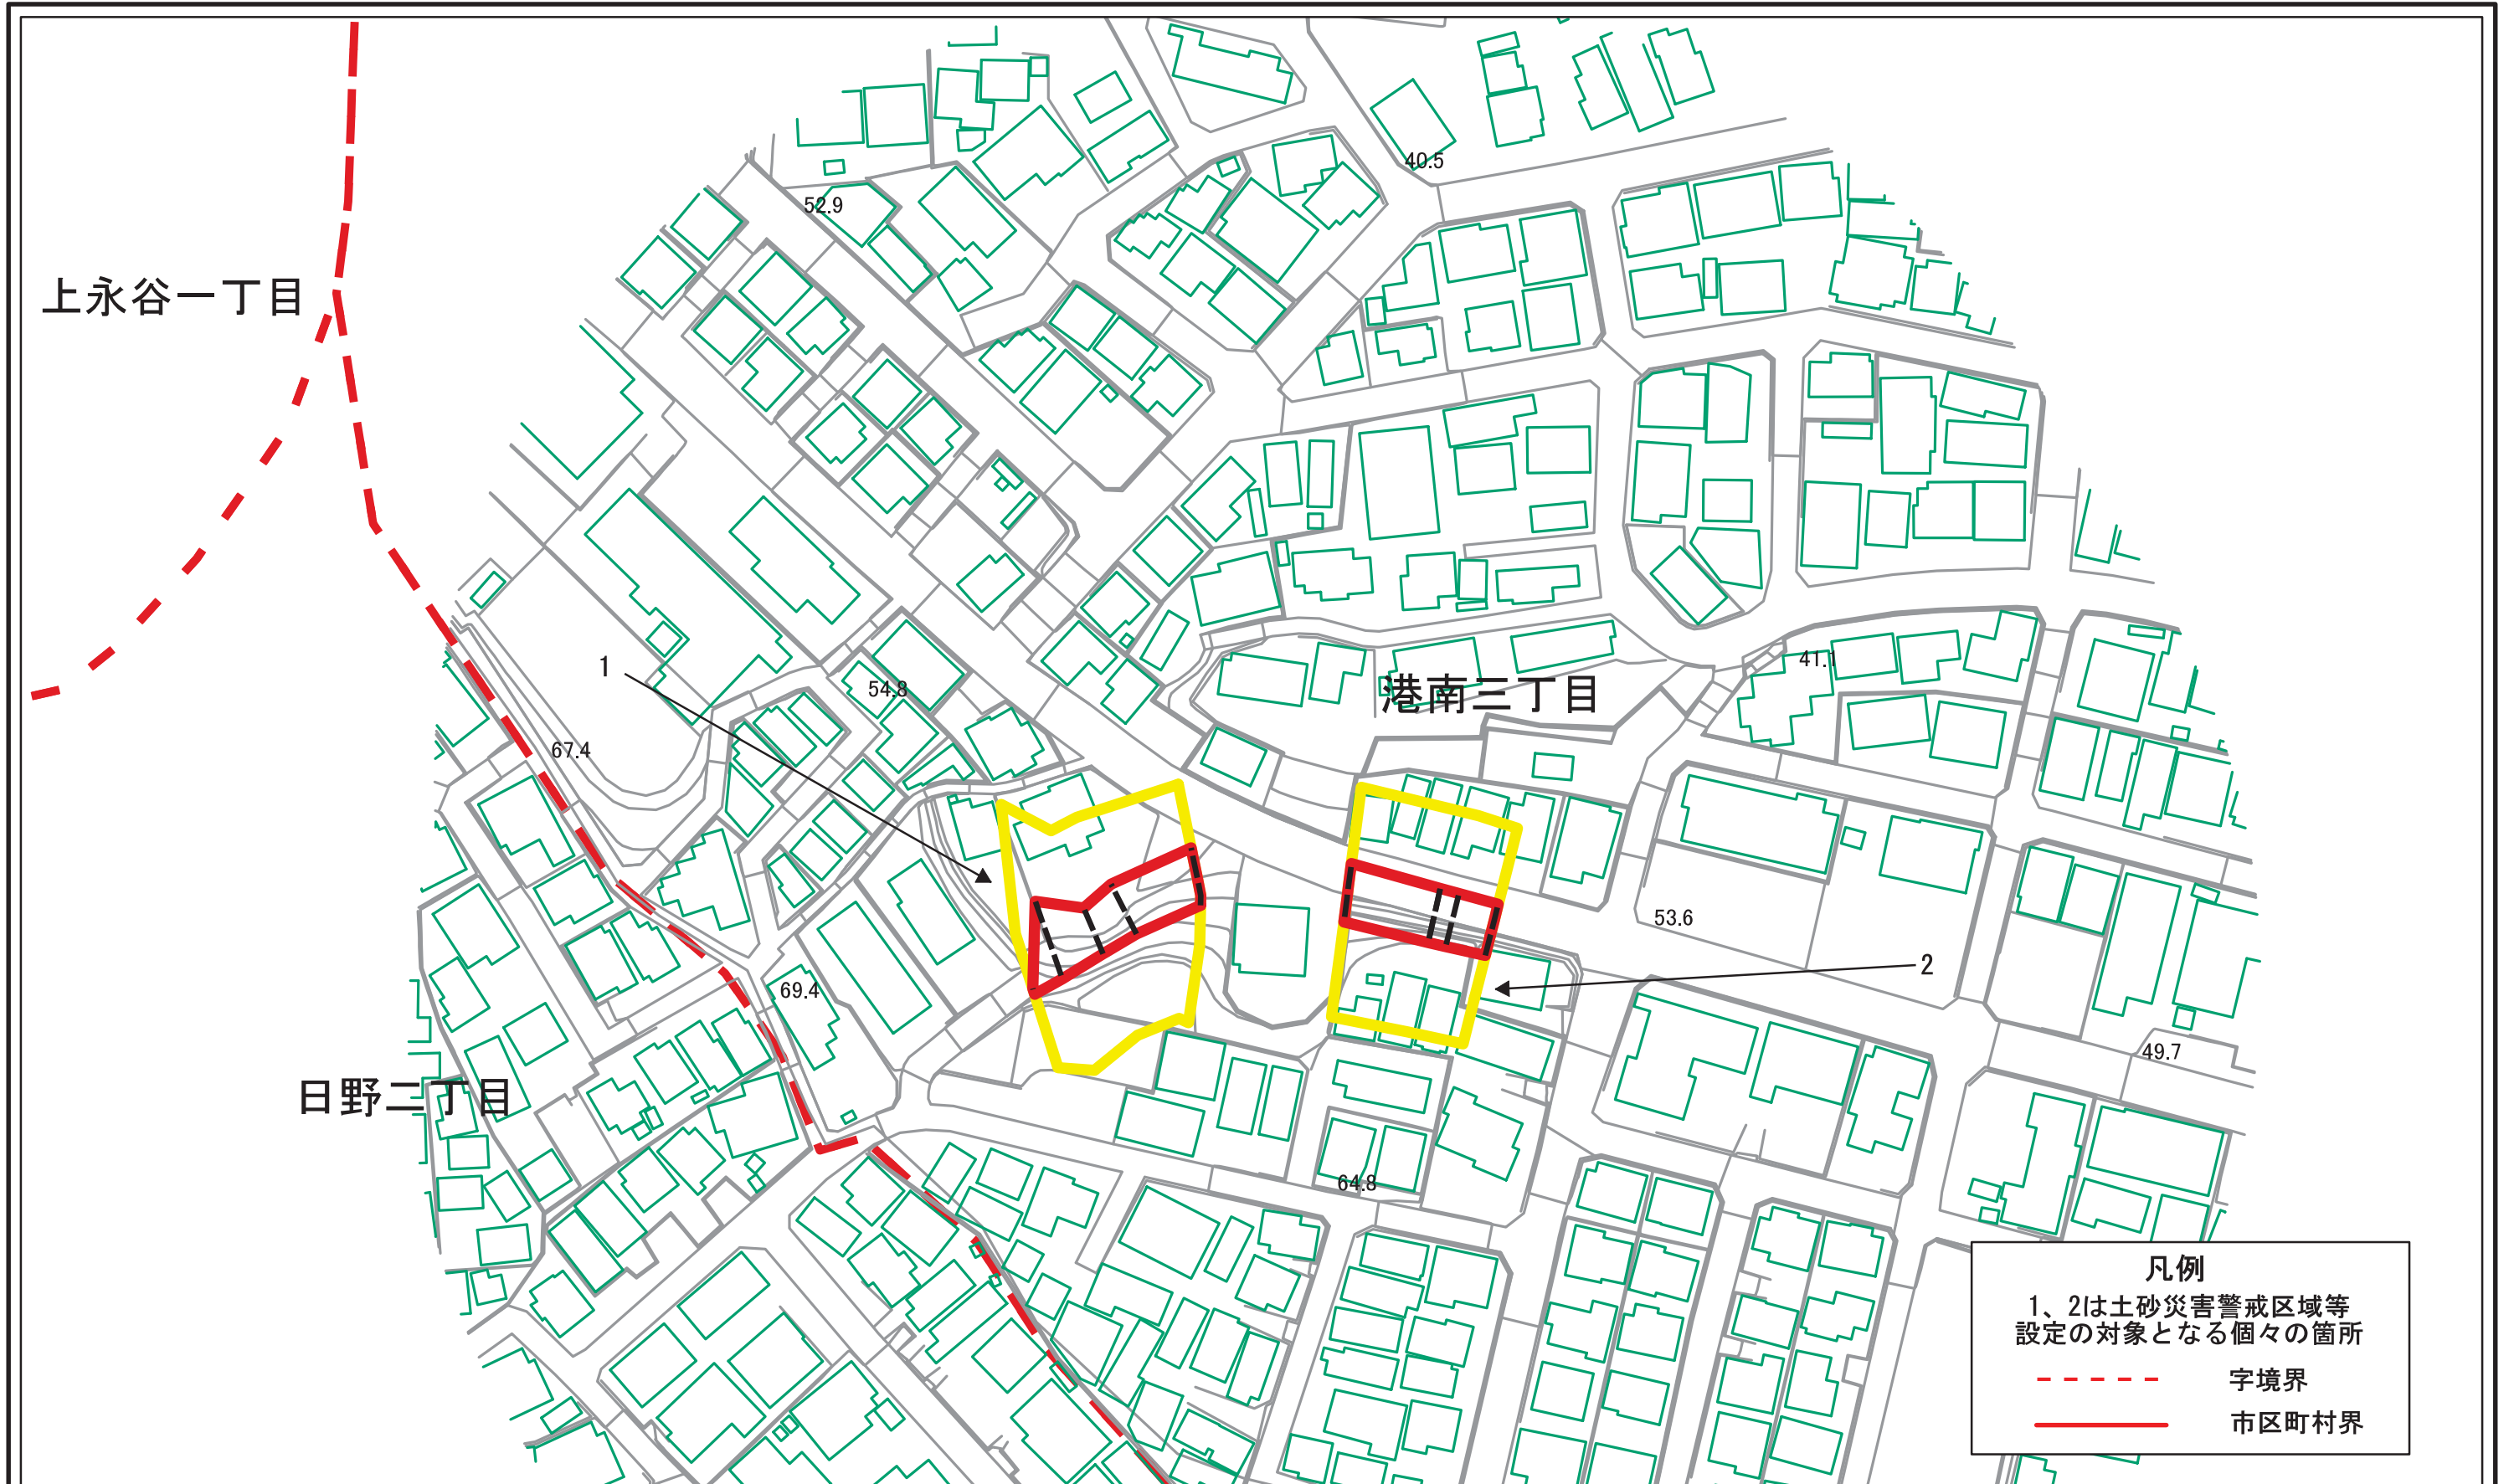 40.5
52.9
上永谷一丁目
41.1
1
54.8
港南三丁目
67.4
53.6
2
69.4
49.7
日野二丁目
64.8
凡例
1、2は土砂災害警戒区域等
設定の対象となる個々の箇所
字境界
市区町村界